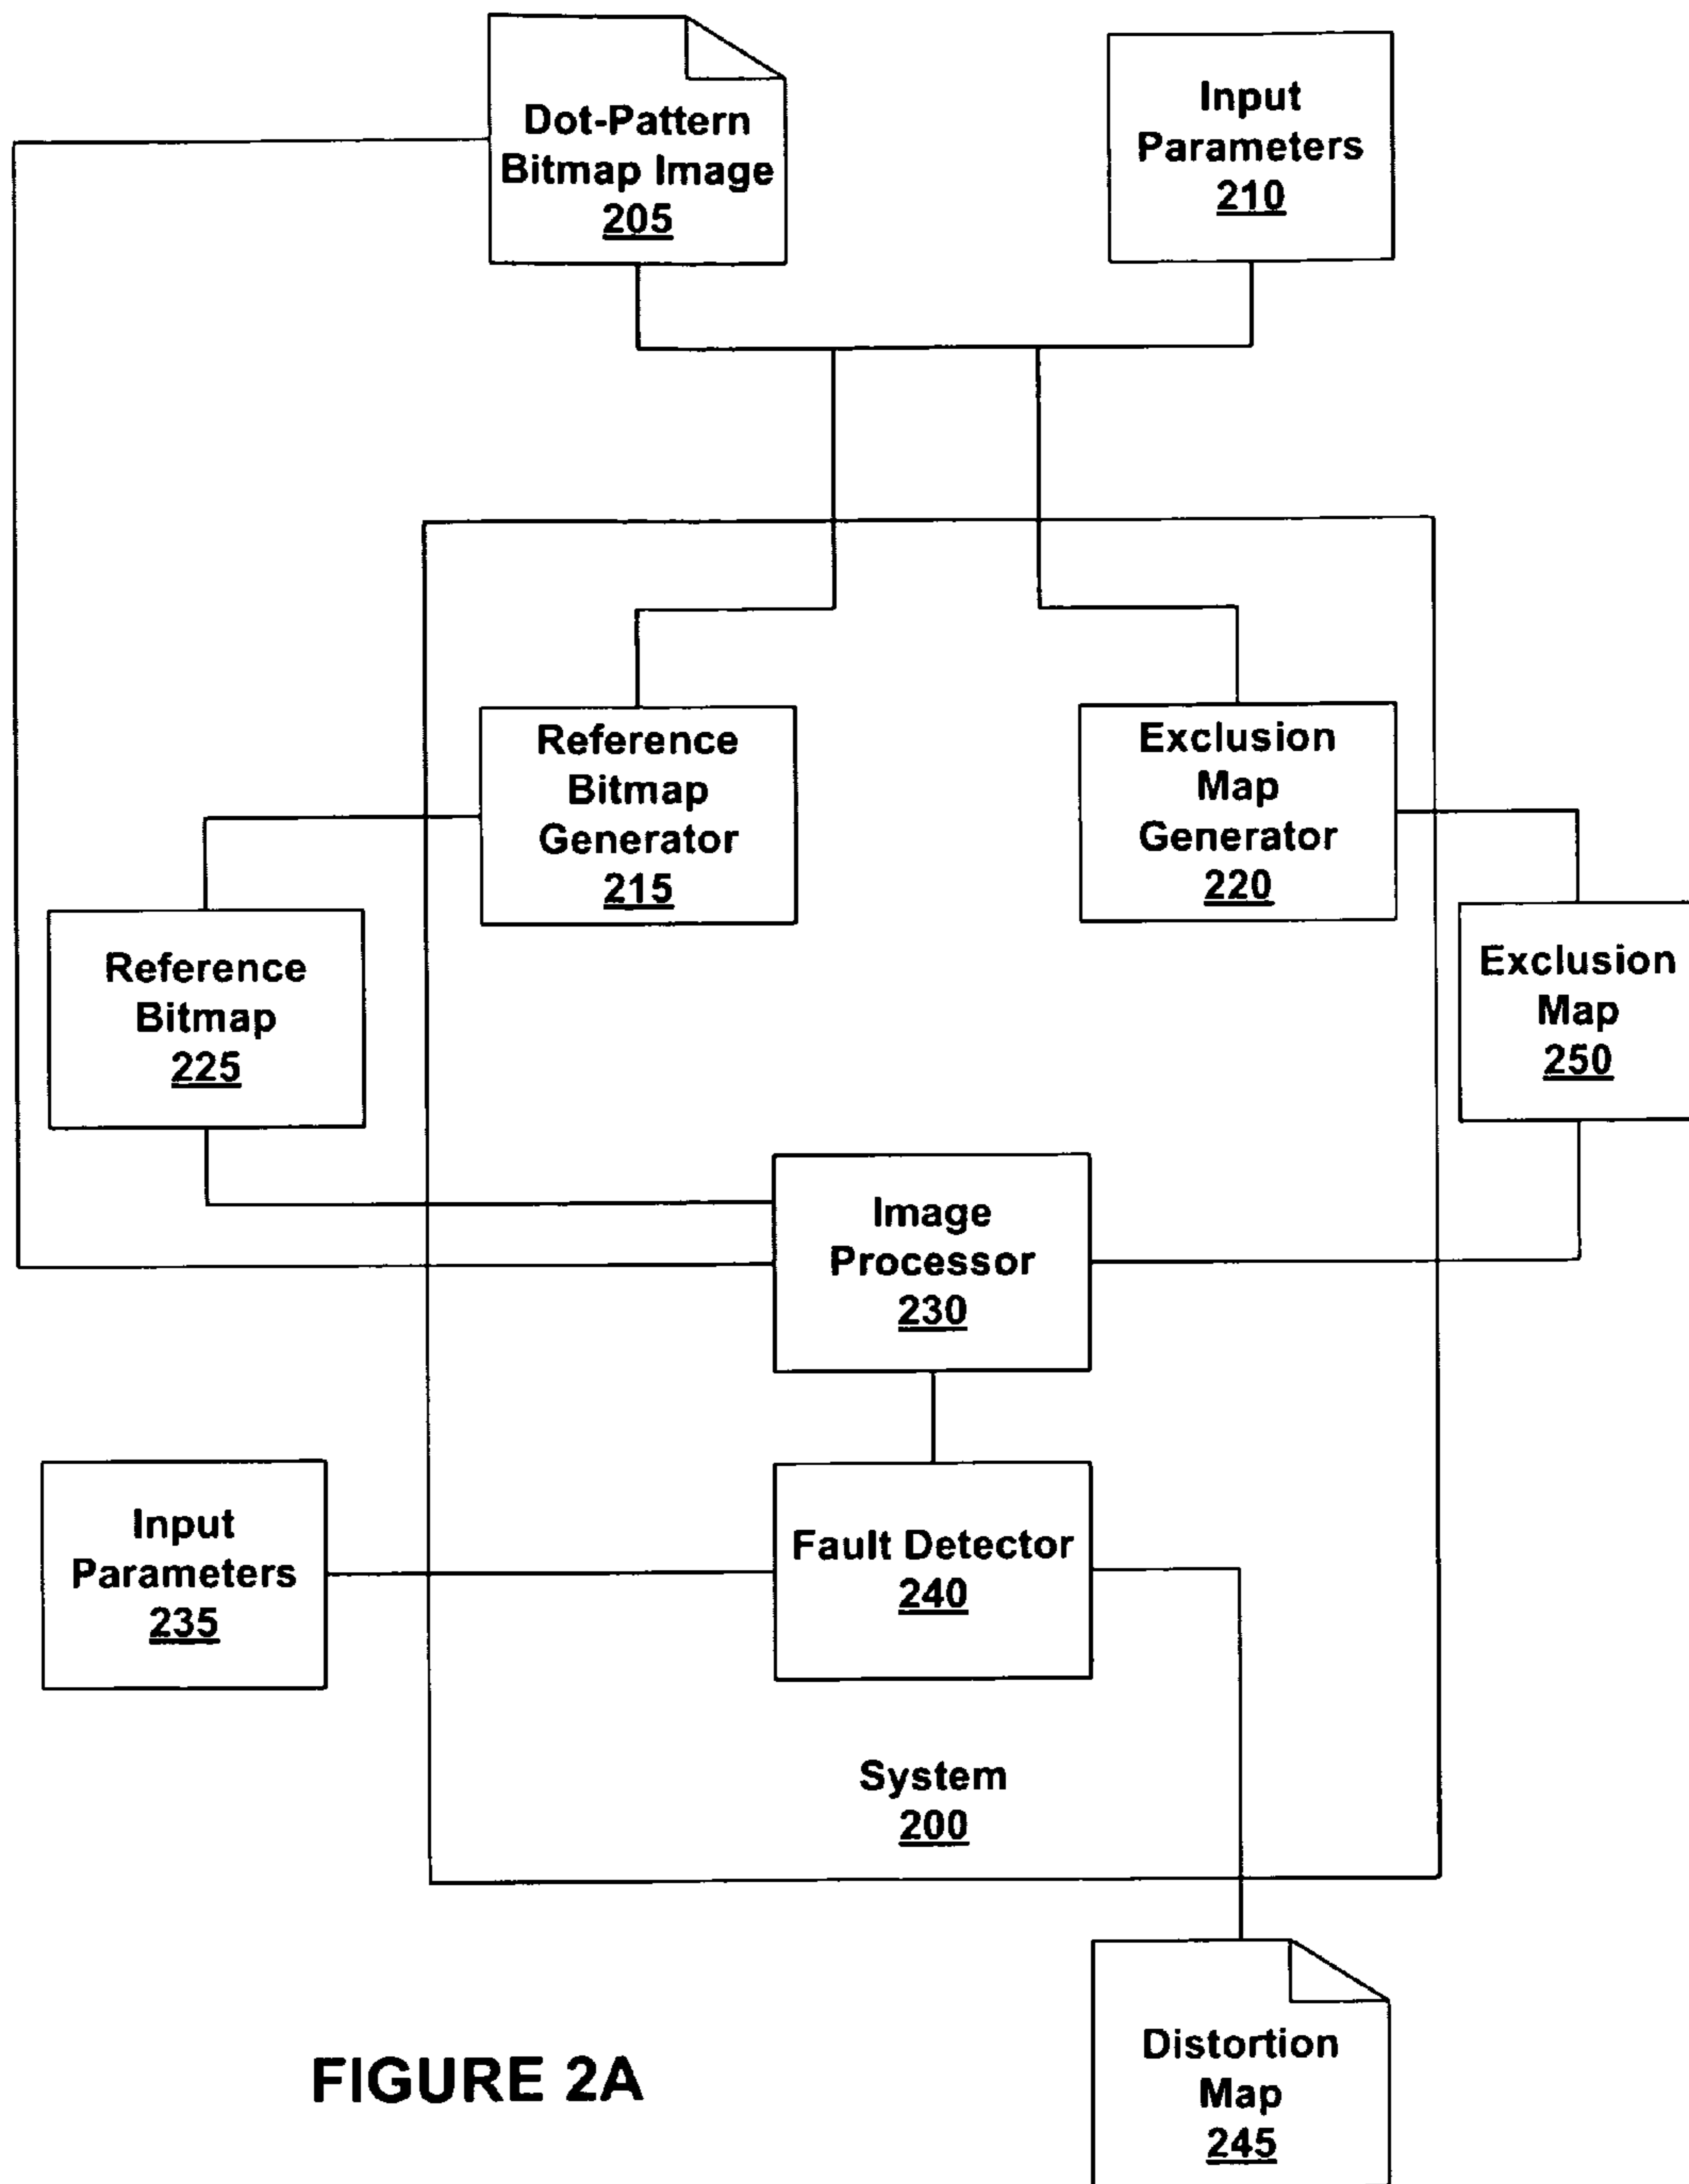 Dot-Pattern
Bitmap Image
205
Input
Parameters
210
Reference
Bitmap
Generator
215
Exclusion
Map
Generator
220
Reference
Bitmap
225
Exclusion
Map
250
Image
Processor
230
Input
Parameters
235
Fault Detector
240
System
200
Distortion
Map
245
FIGURE 2A